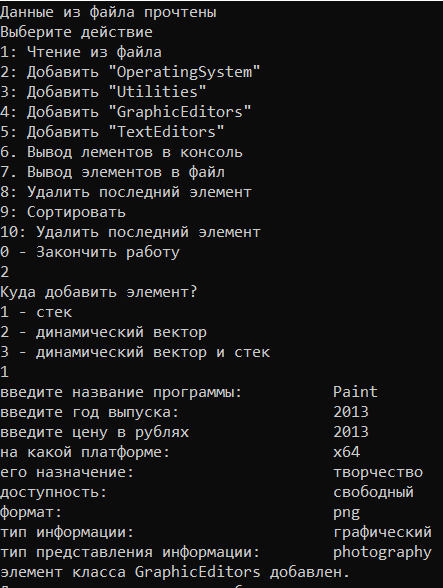 Данные из файла прочтены
Выберите действие
1: Чтение из файла
2: Добавить "OperatingSystem"
3: Добавить "Utilities"
4: Добавить "GraphicEditors"
5: Добавить "TextEditors"
6. Вывод лементов в консоль
7. Вывод элементов в файл
8: Удалить последний элемент
9: Сортировать
10: Удалить последний элемент
0 - Закончить работу
2
Куда добавить элемент?
1 - стек
2 - динамический вектор
3 - динамический вектор и стек
1
введите название программы: Paint
введите год выпуска: 2013
введите цену в рублях 2013
на какой платформе: x64
его назначение: творчество
доступность: свободный
формат: png
тип информации: графический
тип представления информации: photography
элемент класса GraphicEditors добавлен.